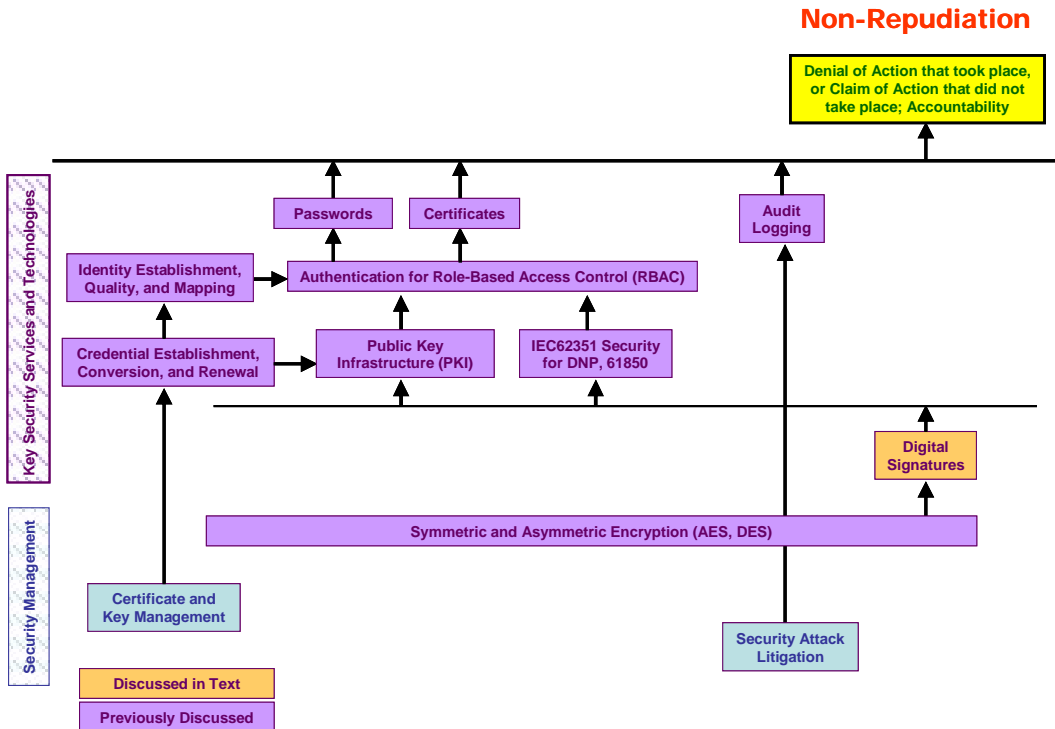 Non-Repudiation
Denial of Action that took place,
or Claim of Action that did not
take place; Accountability
Key Security Services and Technologies
Passwords
Certificates
Audit
Logging
Identity Establishment,
Quality, and Mapping
Authentication for Role-Based Access Control (RBAC)
Credential Establishment,
Conversion, and Renewal
Public Key
Infrastructure (PKI)
IEC62351 Security
for DNP, 61850
Digital
Signatures
Symmetric and Asymmetric Encryption (AES, DES)
Security Management
Certificate and
Key Management
Security Attack
Litigation
Discussed in Text
Previously Discussed